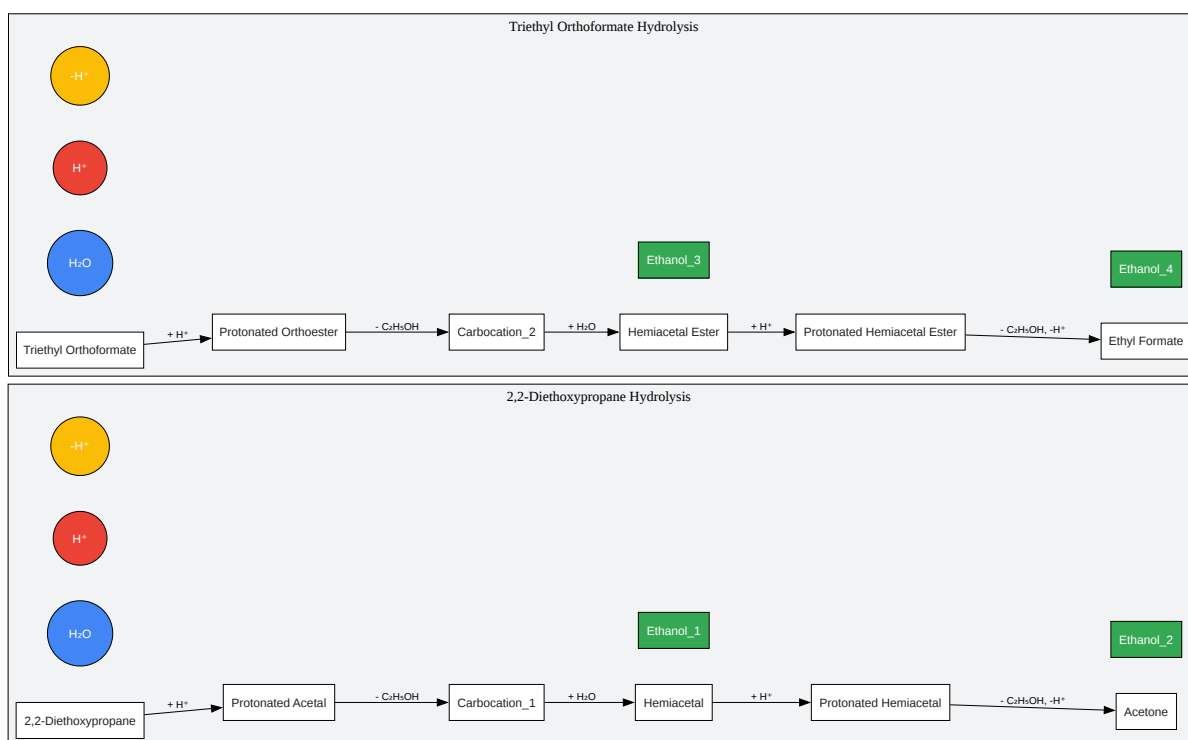 Triethyl Orthoformate Hydrolysis
-H⁺
H⁺
H₂O
Ethanol_3
Ethanol_4
Triethyl Orthoformate
+ H⁺
Protonated Orthoester
- C₂H₅OH
Carbocation_2
+ H₂O
Hemiacetal Ester
+ H⁺
Protonated Hemiacetal Ester
- C₂H₅OH, -H⁺
Ethyl Formate
2,2-Diethoxypropane Hydrolysis
-H⁺
H⁺
H₂O
Ethanol_1
Ethanol_2
2,2-Diethoxypropane
+ H⁺
Protonated Acetal
- C₂H₅OH
Carbocation_1
+ H₂O
Hemiacetal
+ H⁺
Protonated Hemiacetal
- C₂H₅OH, -H⁺
Acetone